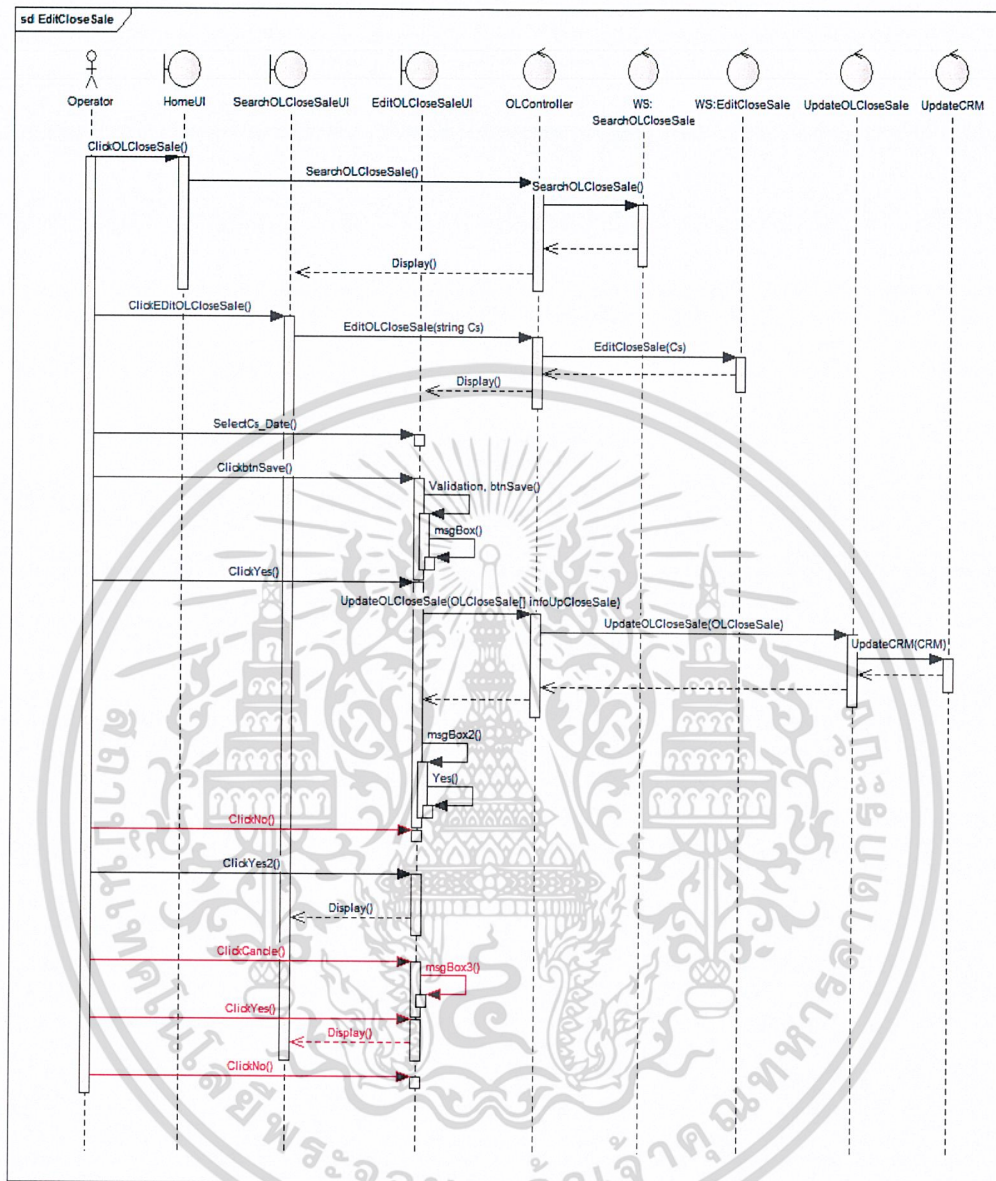 sd EditCloseSale
Operator
HomeUI
SearchOLCloseSaleUI
EditOLCloseSaleUI
OLController
WS:
SearchOLCloseSale
WS:EditCloseSale
UpdateOLCloseSale
UpdateCRM
ClickOLCloseSale()
SearchOLCloseSale()
SearchOLCloseSale()
Display()
ClickEDitOLCloseSale()
EditOLCloseSale(string Cs)
EditCloseSale(Cs)
Display()
SelectCs_Date()
ClickbtnSave()
Validation, btnSave()
msgBox()
ClickYes()
UpdateOLCloseSale(OLCloseSale[] infoUpCloseSale)
UpdateOLCloseSale(OLCloseSale)
UpdateCRM(CRM)
msgBox2()
Yes()
ClickNo()
ClickYes2()
Display()
ClickCancle()
msgBox3()
ClickYes()
Display()
ClickNo()